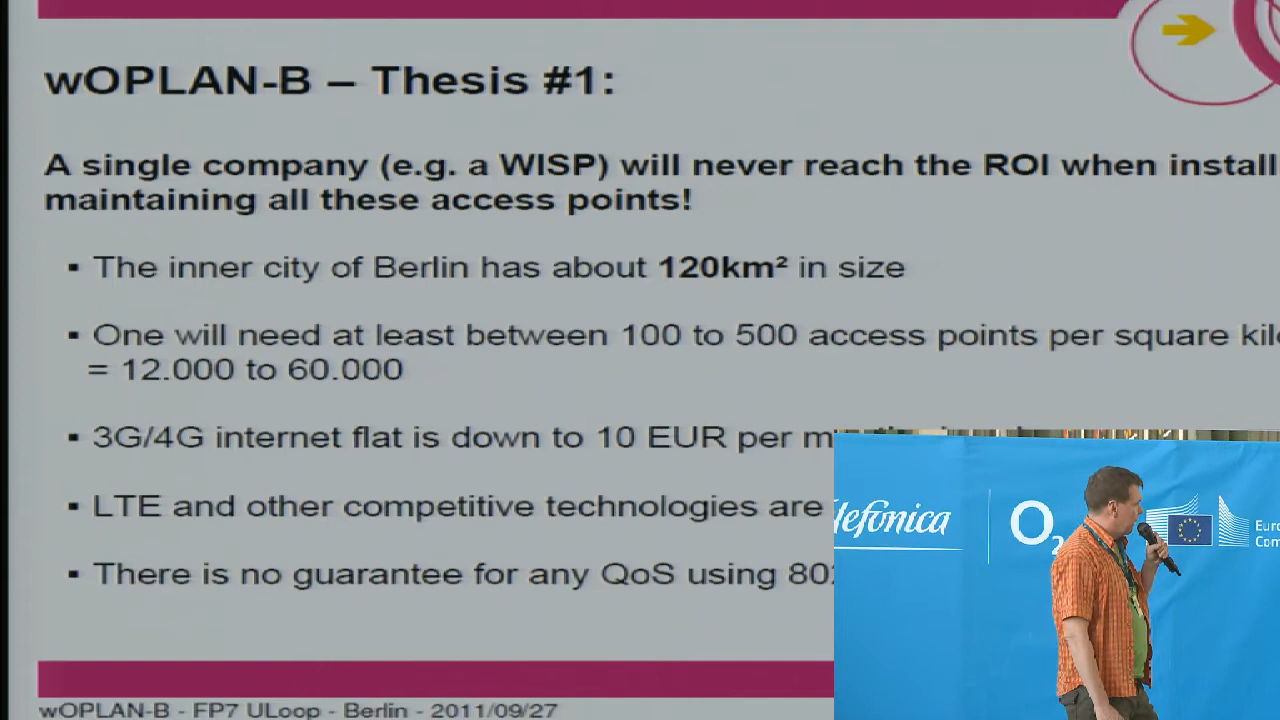 wOPLAN-B – Thesis #1:
A single company (e.g. a WISP) will never reach the ROI when install
maintaining all these access points!
▪ The inner city of Berlin has about 120km² in size
▪ One will need at least between 100 to 500 access points per square kil
= 12.000 to 60.000
▪ 3G/4G internet flat is down to 10 EUR per m
▪ LTE and other competitive technologies are
▪ There is no guarantee for any QoS using 802
wOPLAN-B - FP7 ULoop - Berlin - 2011/09/27
lefónica
O2
Euro
Com